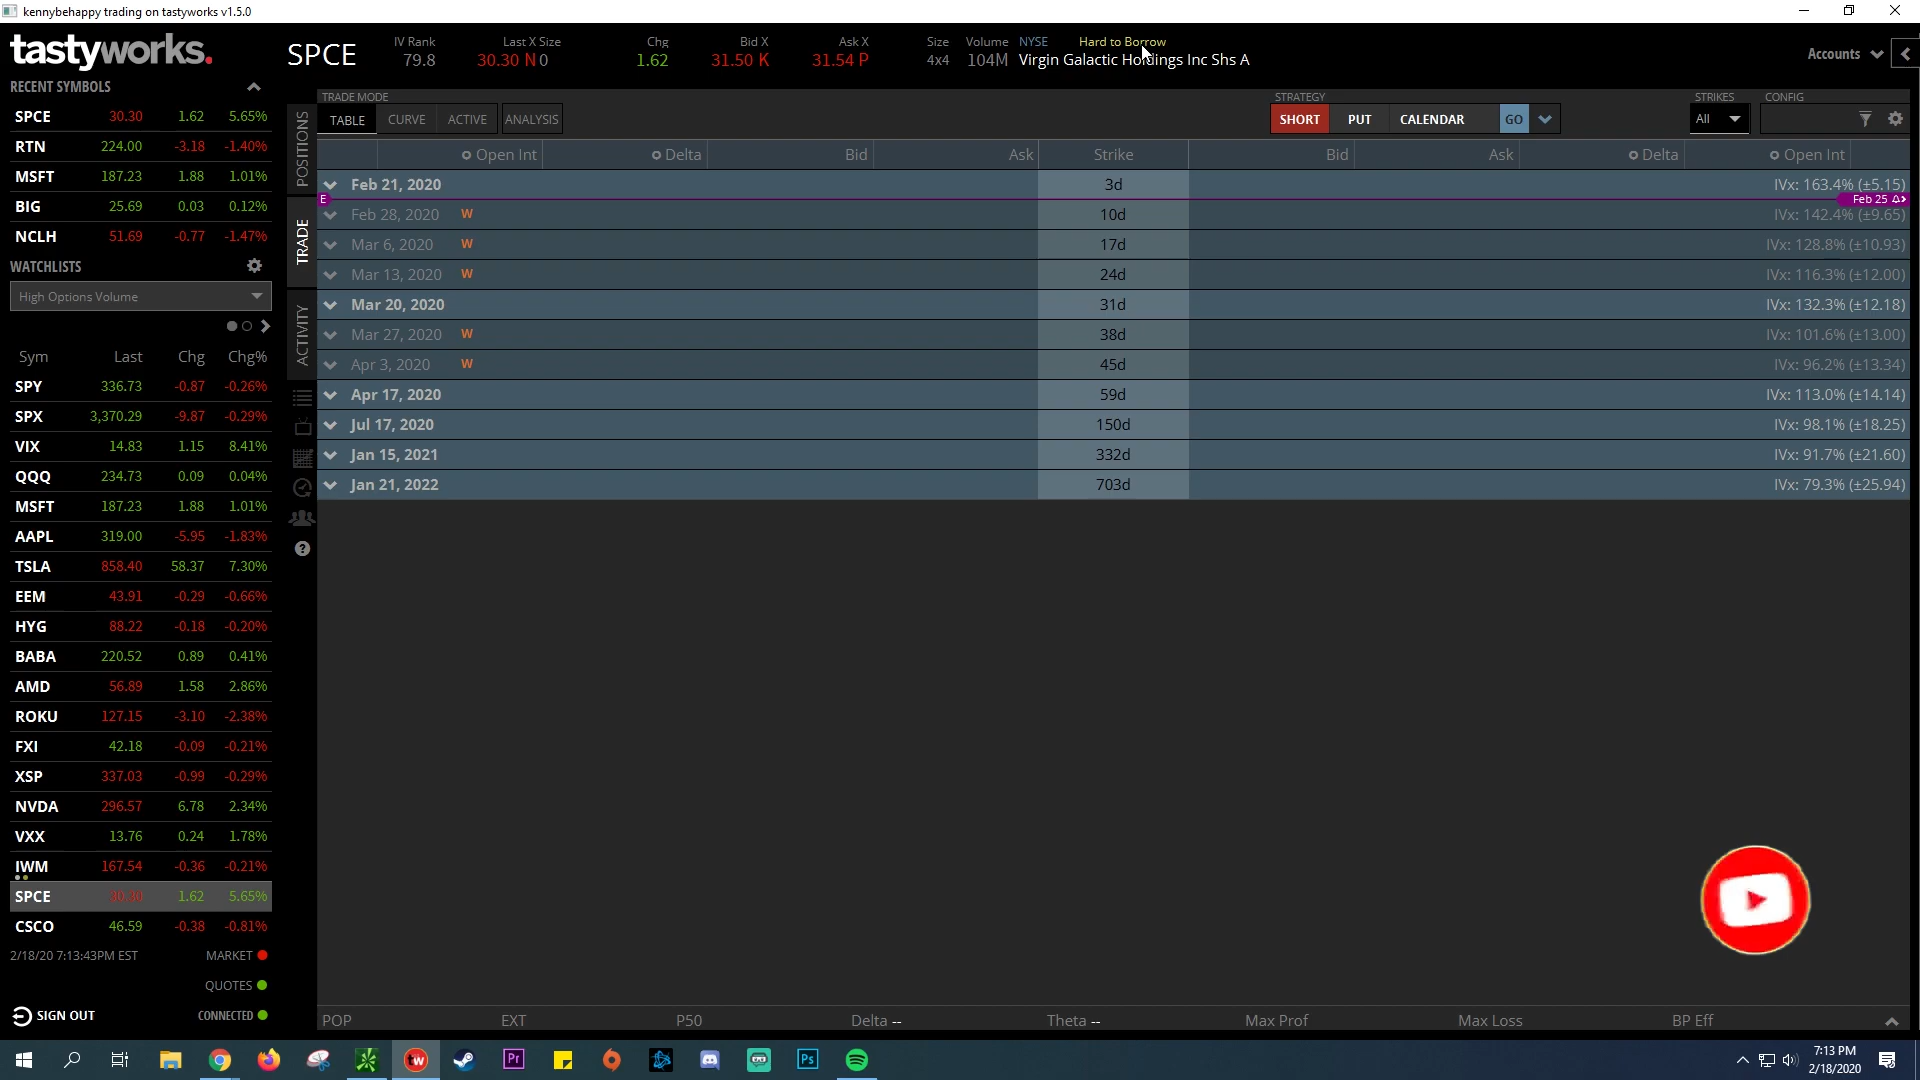 kennybehappy trading on tastyworks v1.5.0
tastyworks.
SPCE
IV Rank
79.8
Last X Size
30.30 N 0
Chg
1.62
Bid X
31.50 K
Ask X
31.54 P
Size
4x4
Volume
104M
NYSE
Hard to Borrow
Virgin Galactic Holdings Inc Shs A
Accounts
RECENT SYMBOLS
SPCE 30.30 1.62 5.65%
RTN 224.00 -3.18 -1.40%
MSFT 187.23 1.88 1.01%
BIG 25.69 0.03 0.12%
NCLH 51.69 -0.77 -1.47%
WATCHLISTS
High Options Volume
Sym Last Chg Chg%
SPY 336.73 -0.87 -0.26%
SPX 3,370.29 -9.87 -0.29%
VIX 14.83 1.15 8.41%
QQQ 234.73 0.09 0.04%
MSFT 187.23 1.88 1.01%
AAPL 319.00 -5.95 -1.83%
TSLA 858.40 58.37 7.30%
EEM 43.91 -0.29 -0.66%
HYG 88.22 -0.18 -0.20%
BABA 220.52 0.89 0.41%
AMD 56.89 1.58 2.86%
ROKU 127.15 -3.10 -2.38%
FXI 42.18 -0.09 -0.21%
XSP 337.03 -0.99 -0.29%
NVDA 296.57 6.78 2.34%
VXX 13.76 0.24 1.78%
IWM 167.54 -0.36 -0.21%
SPCE 30.30 1.62 5.65%
CSCO 46.59 -0.38 -0.81%
2/18/20 7:13:43PM EST MARKET
QUOTES
SIGN OUT CONNECTED
POSITIONS
TRADE
ACTIVITY
TRADE MODE
TABLE CURVE ACTIVE ANALYSIS
STRATEGY
SHORT PUT CALENDAR GO
STRIKES
All
CONFIG
Open Int Delta Bid Ask Strike Bid Ask Delta Open Int
Feb 21, 2020 3d IVx: 163.4% (±5.15)
E Feb 25
Feb 28, 2020 W 10d IVx: 142.4% (±9.65)
Mar 6, 2020 W 17d IVx: 128.8% (±10.93)
Mar 13, 2020 W 24d IVx: 116.3% (±12.00)
Mar 20, 2020 31d IVx: 132.3% (±12.18)
Mar 27, 2020 W 38d IVx: 101.6% (±13.00)
Apr 3, 2020 W 45d IVx: 96.2% (±13.34)
Apr 17, 2020 59d IVx: 113.0% (±14.14)
Jul 17, 2020 150d IVx: 98.1% (±18.25)
Jan 15, 2021 332d IVx: 91.7% (±21.60)
Jan 21, 2022 703d IVx: 79.3% (±25.94)
POP EXT P50 Delta -- Theta -- Max Prof Max Loss BP Eff
tw
Pr
Ps
7:13 PM
2/18/2020